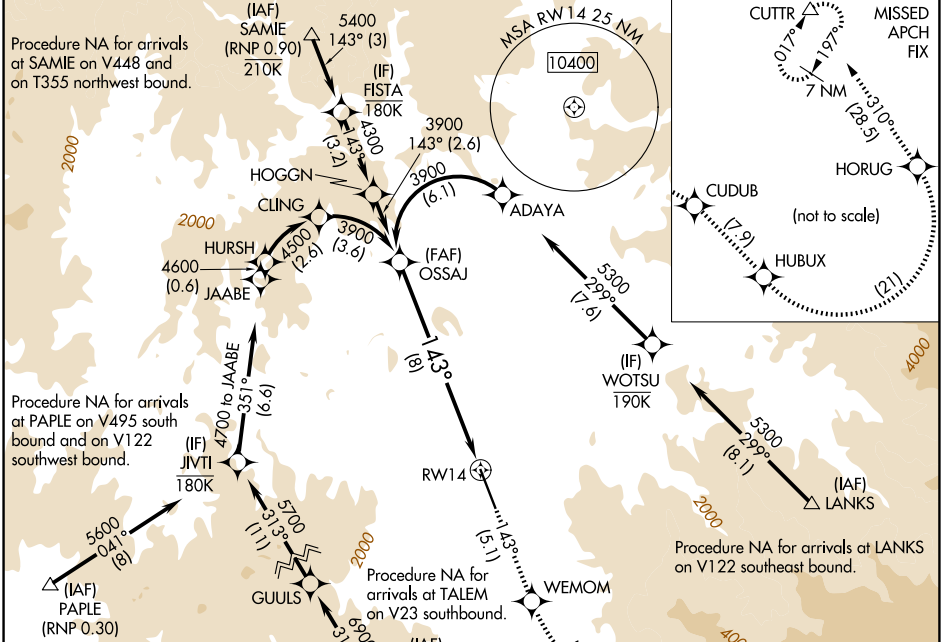 Procedure NA for arrivals
at SAMIE on V448 and
on T355 northwest bound.
(IAF)
SAMIE
(RNP 0.90)
210K
5400
143° (3)
(IF)
FISTA
180K
4300
143°
(3.2)
3900
143° (2.6)
HOGGN
CLING
3900
(6.1)
ADAYA
MSA RW14 25 NM
10400
CUTTR
017°
197°
7 NM
MISSED
APCH
FIX
310°
(28.5)
HORUG
CUDUB
(7.9)
(not to scale)
HUBUX
(21)
2000
2000
HURSH
4500
(2.6)
3900
(3.6)
4600
(0.6)
JAABE
(FAF)
OSSAJ
5300
299°
(7.6)
(IF)
WOTSU
190K
4000
143°
(8)
4700 to JAABE
351°
(6.6)
Procedure NA for arrivals
at PAPLE on V495 south
bound and on V122
southwest bound.
(IF)
JIVTI
180K
5300
299°
(8.1)
(IAF)
LANKS
RW14
5600
041°
(8)
5700
313°
(11)
2000
2000
143°
(5.1)
Procedure NA for arrivals at LANKS
on V122 southeast bound.
(IAF)
PAPLE
(RNP 0.30)
GUULS
Procedure NA for
arrivals at TALEM
on V23 southbound.
WEMOM
6900
(IAF)